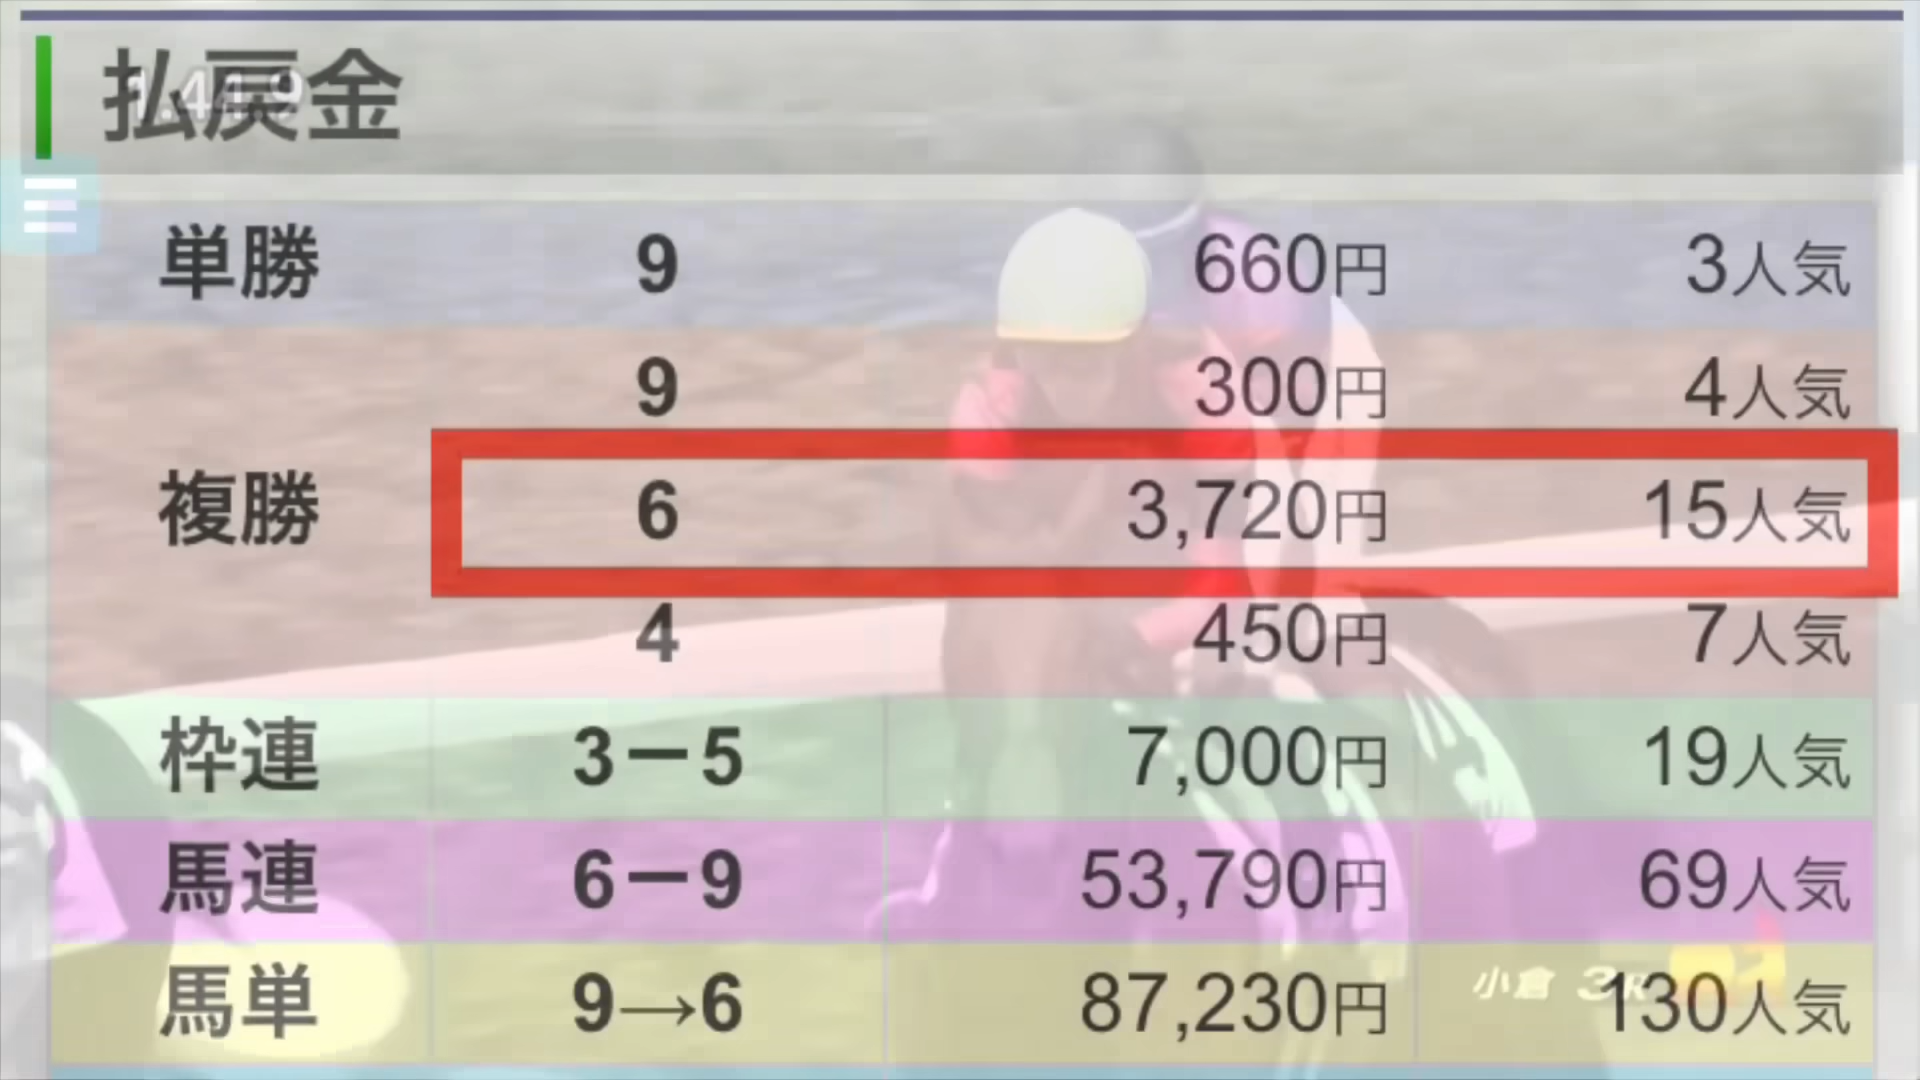 払戻金
1.44.9
単勝 9 660円 3人気
9 300円 4人気
複勝 6 3,720円 15人気
4 450円 7人気
枠連 3－5 7,000円 19人気
馬連 6－9 53,790円 69人気
馬単 9→6 87,230円 130人気
小倉 3R